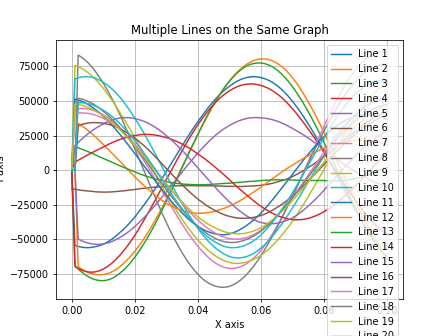 Multiple Lines on the Same Graph
75000
50000
25000
0
-25000
-50000
-75000
0.00
0.02
0.04
0.06
X axis
Line 1
Line 2
Line 3
Line 4
Line 5
Line 6
Line 7
Line 8
Line 9
Line 10
Line 11
Line 12
Line 13
Line 14
Line 15
Line 16
Line 17
Line 18
Line 19
Line 20